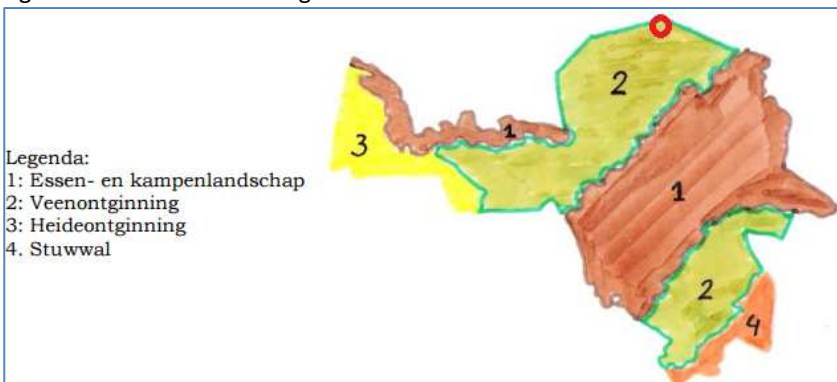 Legenda:
1: Essen- en kampenlandschap
2: Veenontginning
3: Heideontginning
4. Stuwwal
2
1
3
1
2
4